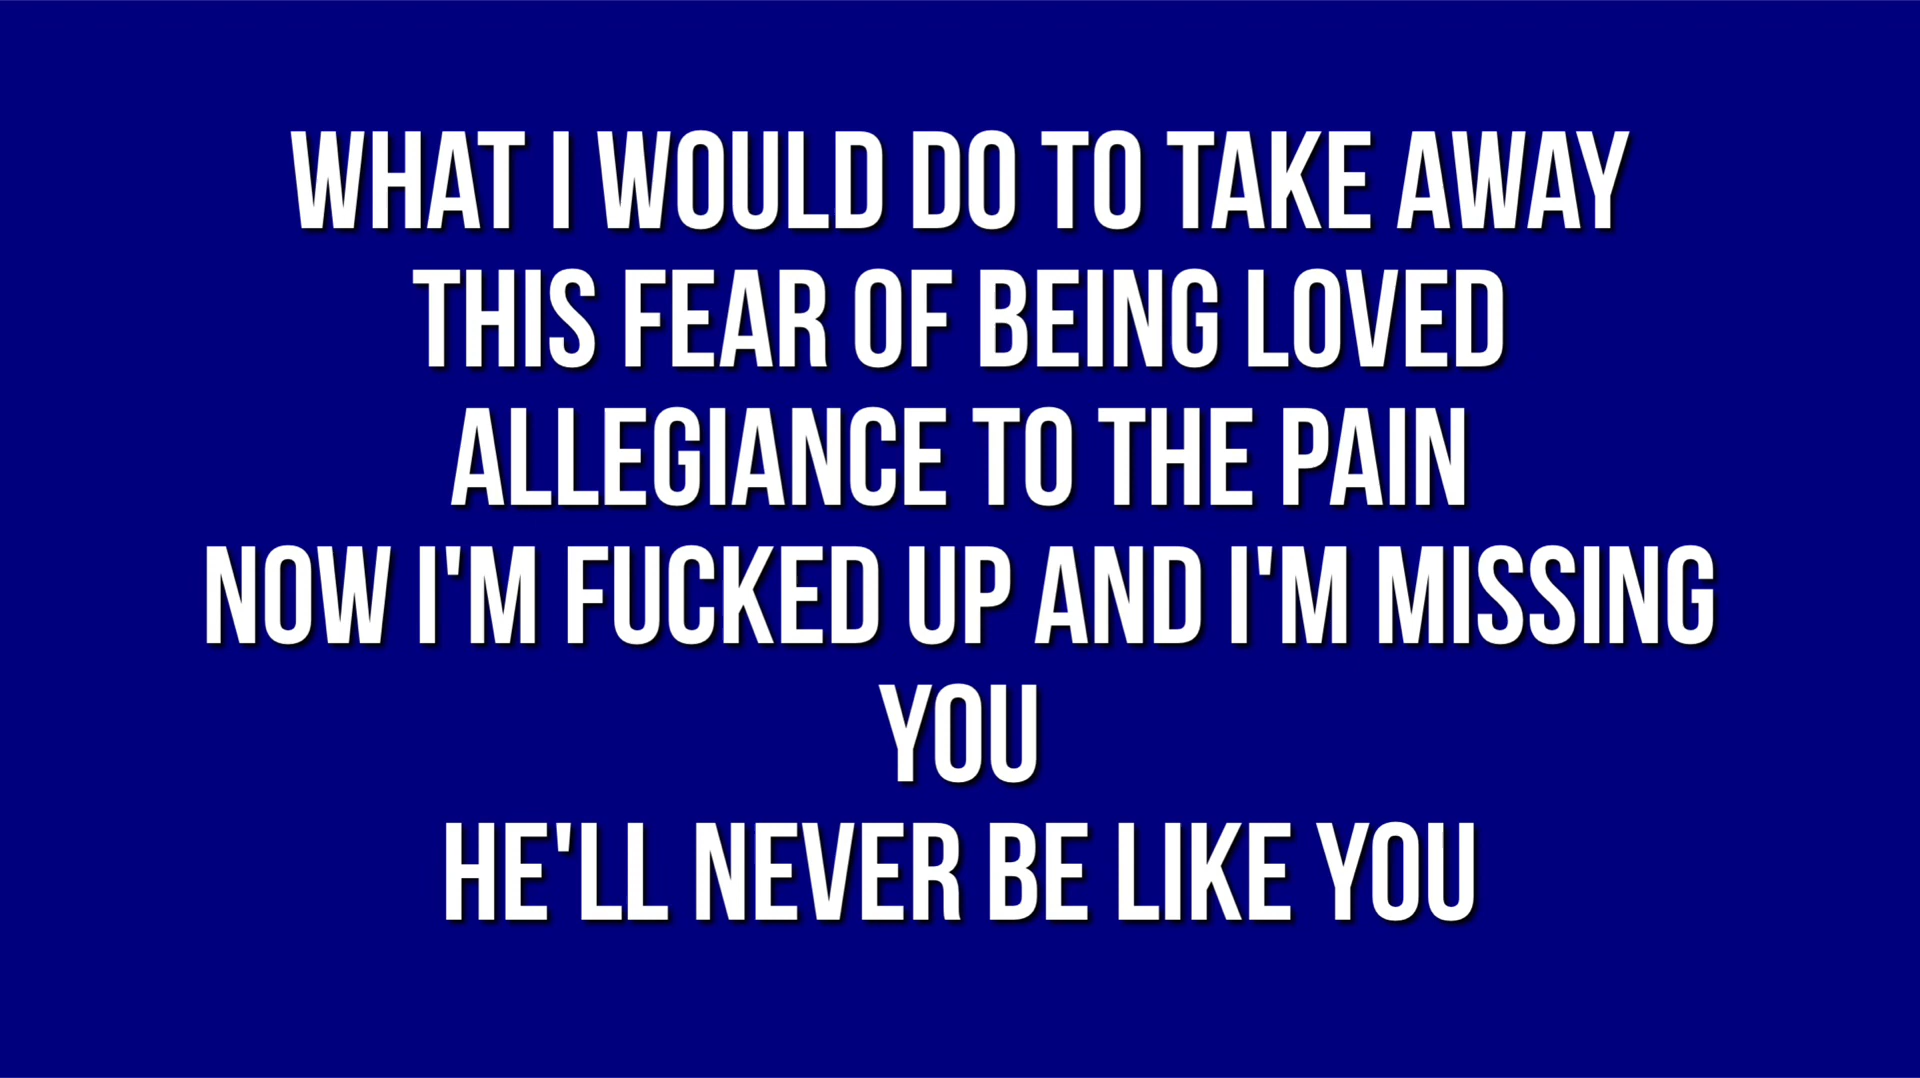 WHAT I WOULD DO TO TAKE AWAY
THIS FEAR OF BEING LOVED
ALLEGIANCE TO THE PAIN
NOW I'M FUCKED UP AND I'M MISSING
YOU
HE'LL NEVER BE LIKE YOU